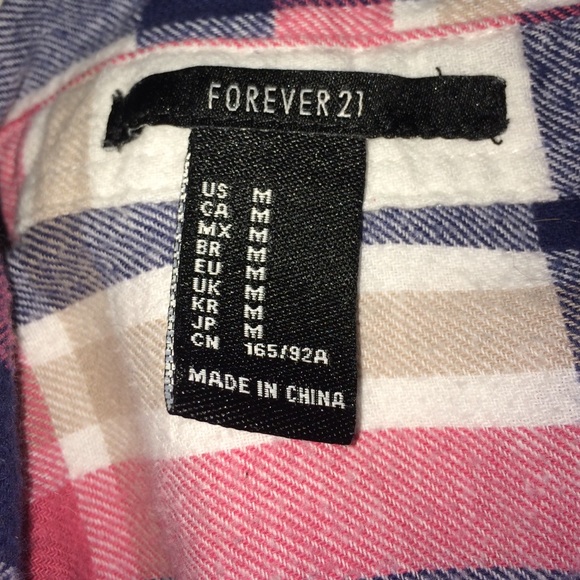 FOREVER 21
US M
CA M
MX M
BR M
EU M
UK M
KR M
JP M
CN 165/92A
MADE IN CHINA